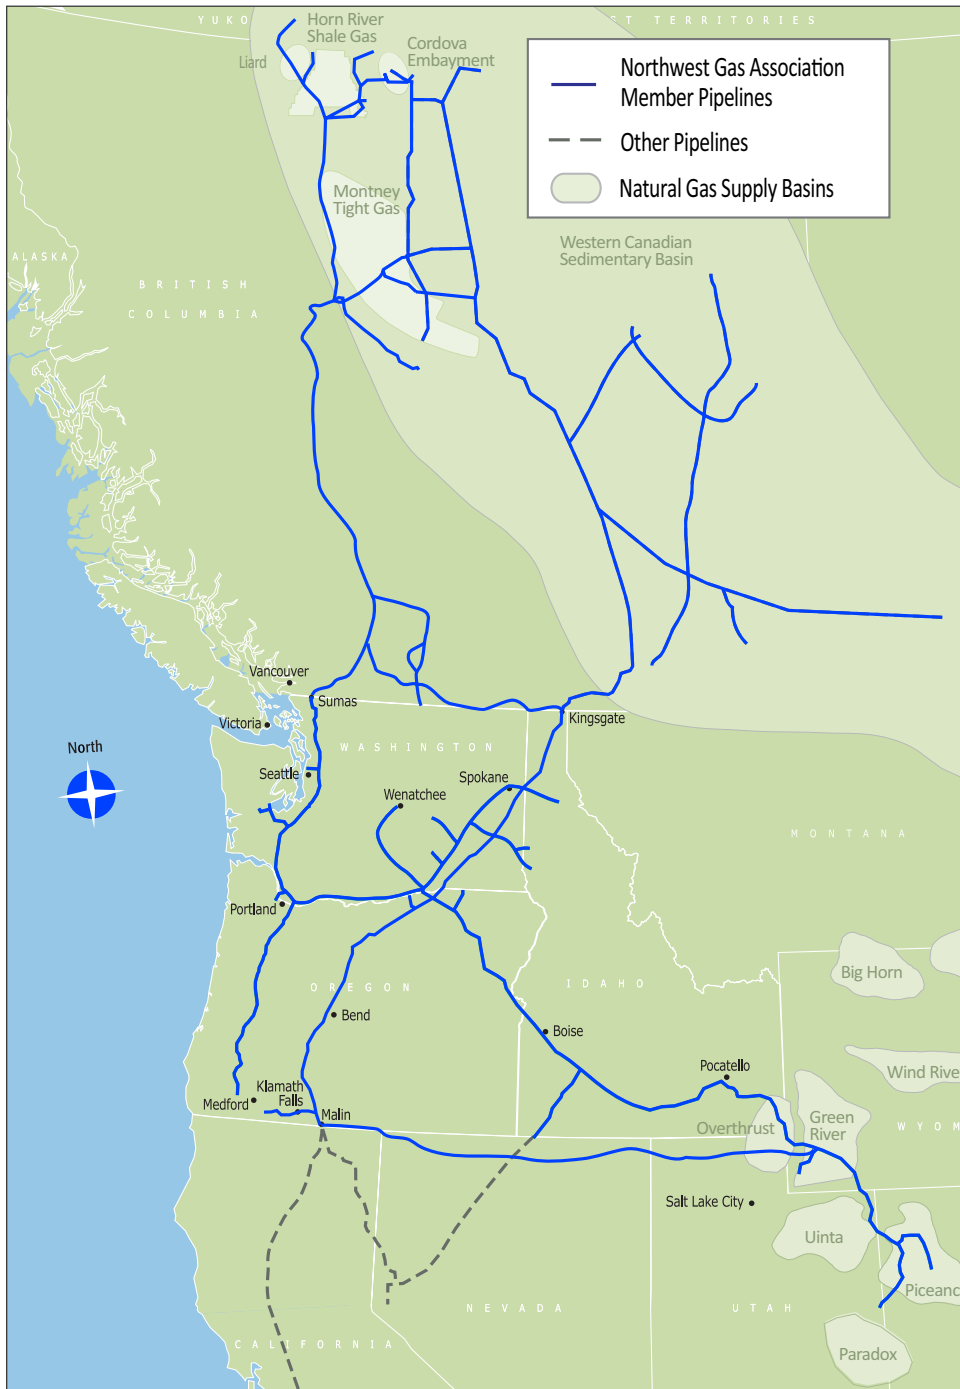 YUKO
ST TERRITORIES
Horn River
Shale Gas
Cordova
Embayment
Liard
Northwest Gas Association
Member Pipelines
Other Pipelines
Natural Gas Supply Basins
Montney
Tight Gas
Western Canadian
Sedimentary Basin
ALASKA
BRITISH
COLUMBIA
Vancouver
Sumas
Victoria
Kingsgate
North
WASHINGTON
Seattle
Spokane
Wenatchee
MONTANA
Portland
Big Horn
OREGON
IDAHO
Bend
Boise
Wind Rive
Pocatello
Klamath
Falls
Medford
Malin
Overthrust
Green
River
WYOM
Salt Lake City
Uinta
Piceanc
NEVADA
UTAH
CALIFORNIA
Paradox